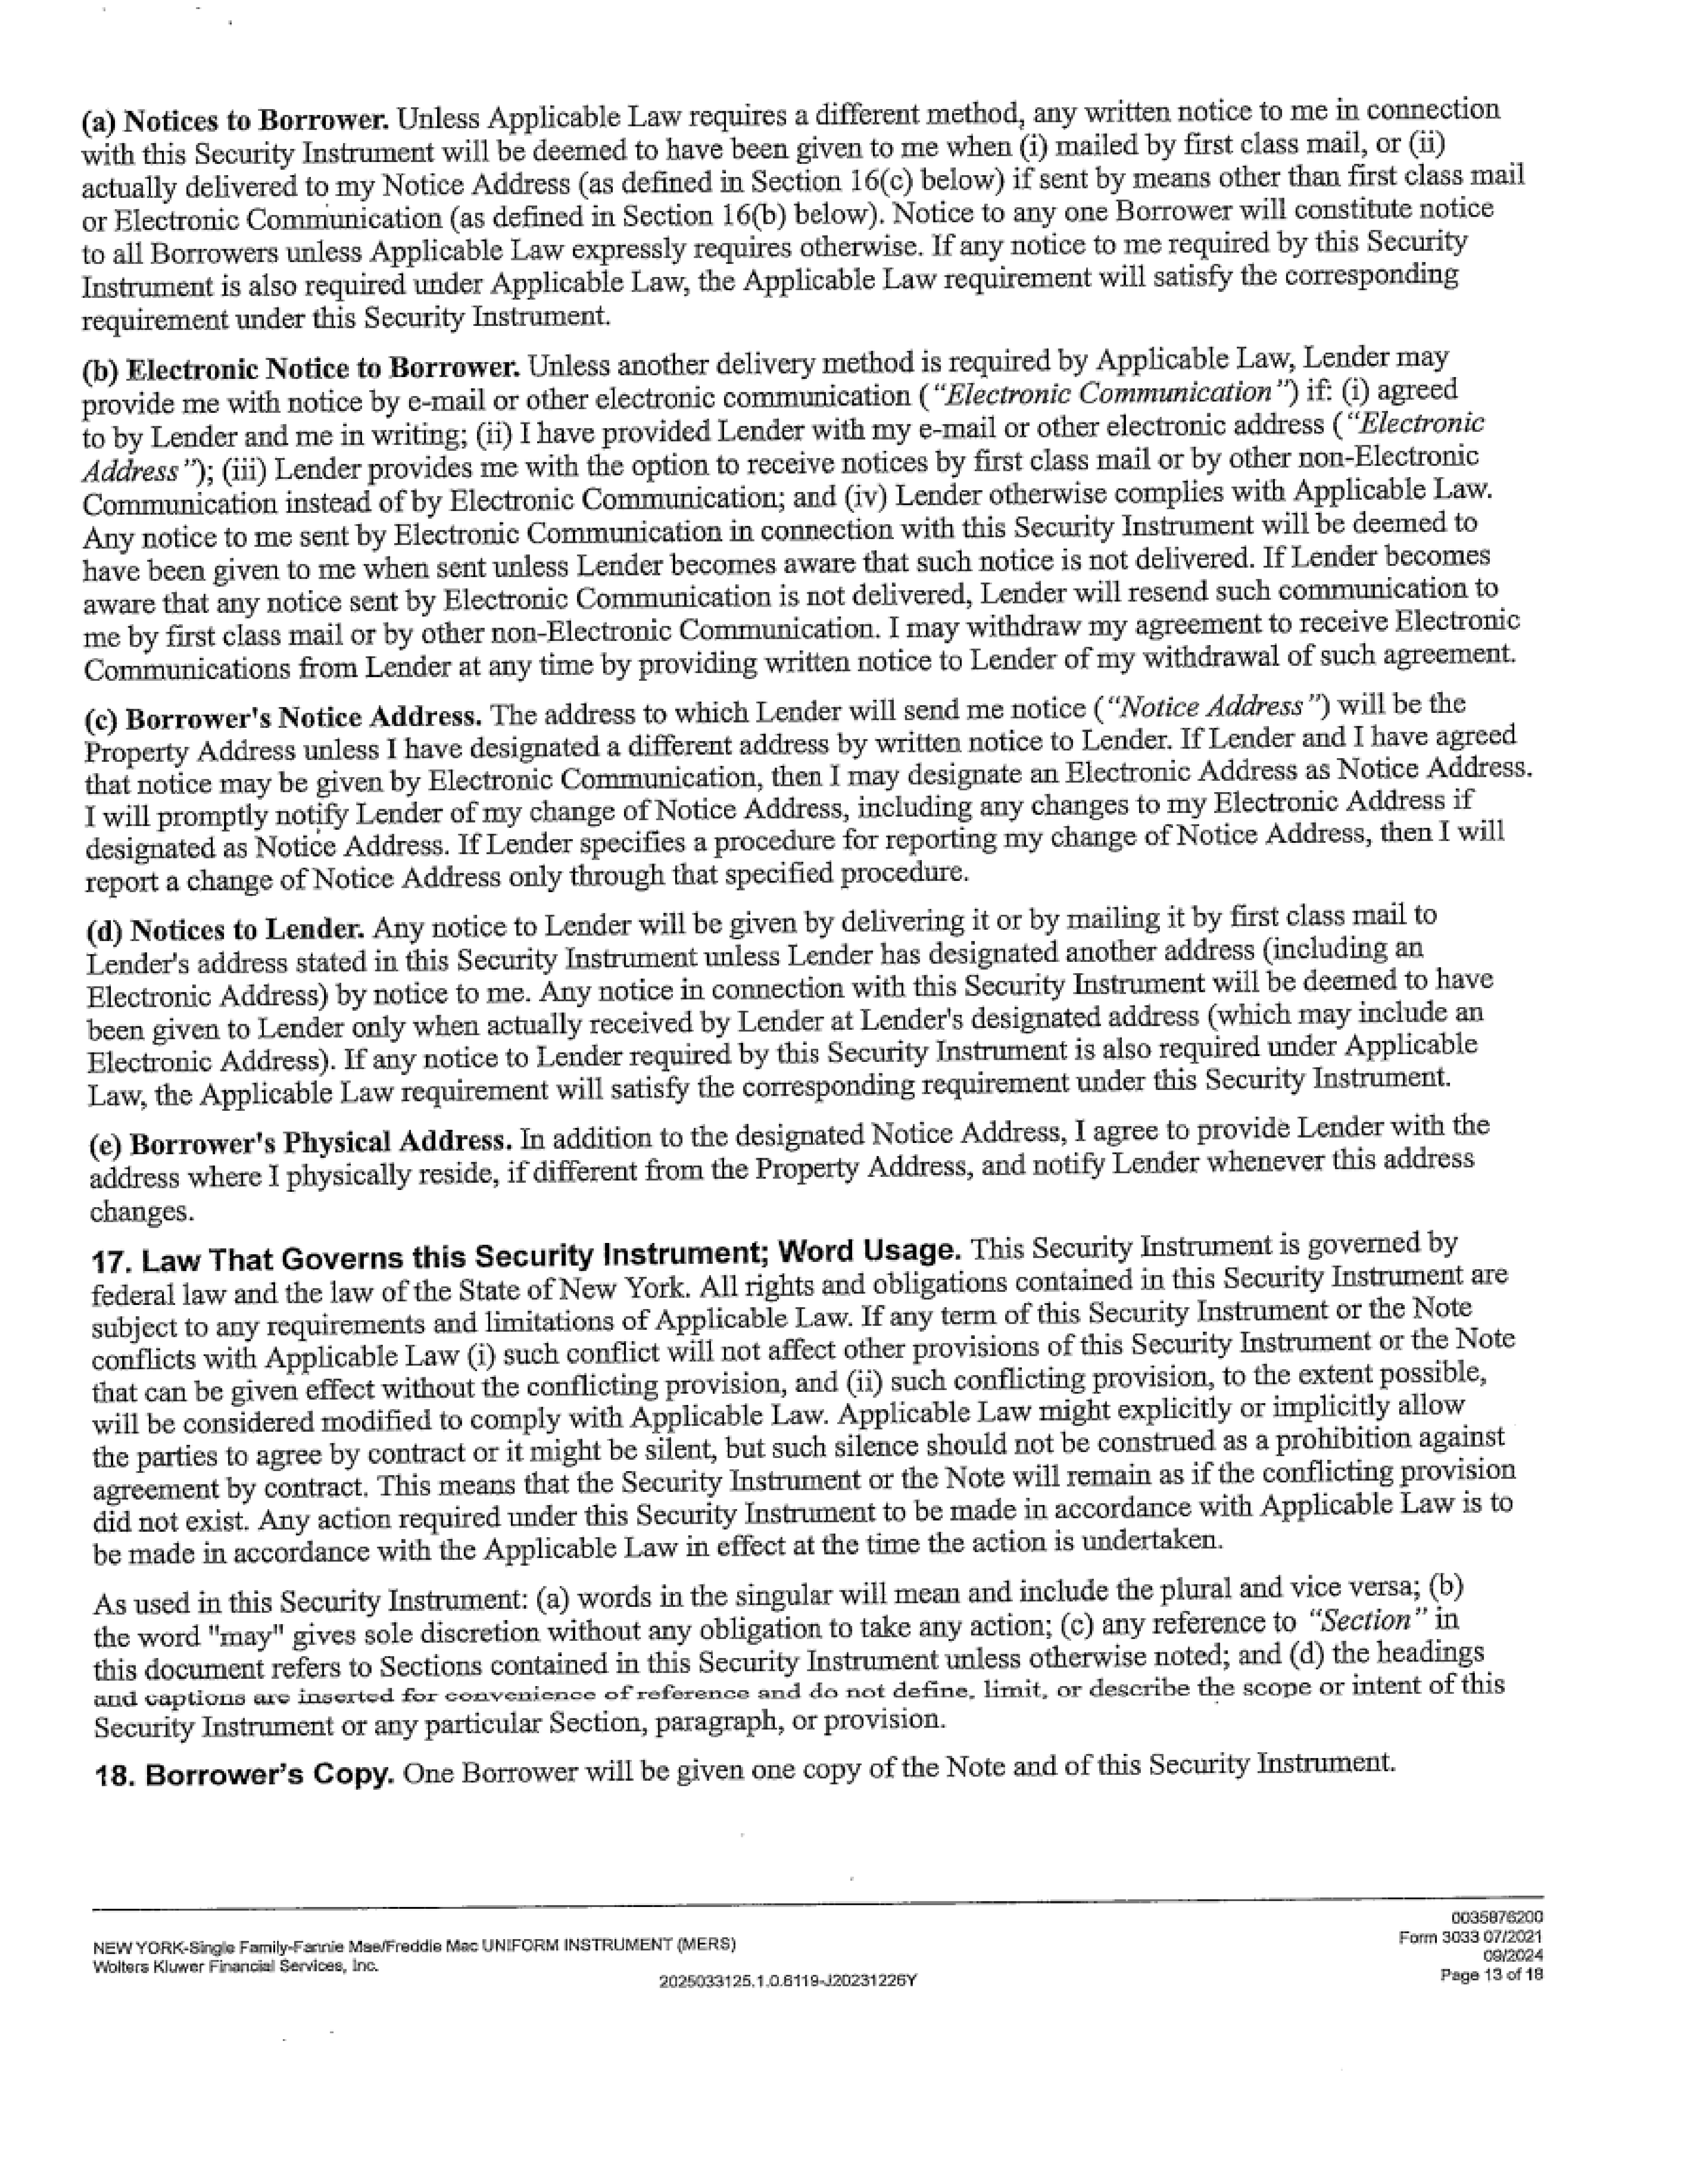 (a) Notices to Borrower. Unless Applicable Law requires a different method, any written notice to me in connection
with this Security Instrument will be deemed to have been given to me when (i) mailed by first class mail, or (ii)
actually delivered to my Notice Address (as defined in Section 16(c) below) if sent by means other than first class mail
or Electronic Communication (as defined in Section 16(b) below). Notice to any one Borrower will constitute notice
to all Borrowers unless Applicable Law expressly requires otherwise. If any notice to me required by this Security
Instrument is also required under Applicable Law, the Applicable Law requirement will satisfy the corresponding
requirement under this Security Instrument.
(b) Electronic Notice to Borrower. Unless another delivery method is required by Applicable Law, Lender may
provide me with notice by e-mail or other electronic communication ("Electronic Communication") if: (i) agreed
to by Lender and me in writing; (ii) I have provided Lender with my e-mail or other electronic address ("Electronic
Address"); (iii) Lender provides me with the option to receive notices by first class mail or by other non-Electronic
Communication instead of by Electronic Communication; and (iv) Lender otherwise complies with Applicable Law.
Any notice to me sent by Electronic Communication in connection with this Security Instrument will be deemed to
have been given to me when sent unless Lender becomes aware that such notice is not delivered. If Lender becomes
aware that any notice sent by Electronic Communication is not delivered, Lender will resend such communication to
me by first class mail or by other non-Electronic Communication. I may withdraw my agreement to receive Electronic
Communications from Lender at any time by providing written notice to Lender of my withdrawal of such agreement.
(c) Borrower's Notice Address. The address to which Lender will send me notice ("Notice Address") will be the
Property Address unless I have designated a different address by written notice to Lender. If Lender and I have agreed
that notice may be given by Electronic Communication, then I may designate an Electronic Address as Notice Address.
I will promptly notify Lender of my change of Notice Address, including any changes to my Electronic Address if
designated as Notice Address. If Lender specifies a procedure for reporting my change of Notice Address, then I will
report a change of Notice Address only through that specified procedure.
(d) Notices to Lender. Any notice to Lender will be given by delivering it or by mailing it by first class mail to
Lender's address stated in this Security Instrument unless Lender has designated another address (including an
Electronic Address) by notice to me. Any notice in connection with this Security Instrument will be deemed to have
been given to Lender only when actually received by Lender at Lender's designated address (which may include an
Electronic Address). If any notice to Lender required by this Security Instrument is also required under Applicable
Law, the Applicable Law requirement will satisfy the corresponding requirement under this Security Instrument.
(e) Borrower's Physical Address. In addition to the designated Notice Address, I agree to provide Lender with the
address where I physically reside, if different from the Property Address, and notify Lender whenever this address
changes.
17. Law That Governs this Security Instrument; Word Usage. This Security Instrument is governed by
federal law and the law of the State of New York. All rights and obligations contained in this Security Instrument are
subject to any requirements and limitations of Applicable Law. If any term of this Security Instrument or the Note
conflicts with Applicable Law (i) such conflict will not affect other provisions of this Security Instrument or the Note
that can be given effect without the conflicting provision, and (ii) such conflicting provision, to the extent possible,
will be considered modified to comply with Applicable Law. Applicable Law might explicitly or implicitly allow
the parties to agree by contract or it might be silent, but such silence should not be construed as a prohibition against
agreement by contract. This means that the Security Instrument or the Note will remain as if the conflicting provision
did not exist. Any action required under this Security Instrument to be made in accordance with Applicable Law is to
be made in accordance with the Applicable Law in effect at the time the action is undertaken.
As used in this Security Instrument: (a) words in the singular will mean and include the plural and vice versa; (b)
the word "may" gives sole discretion without any obligation to take any action; (c) any reference to "Section" in
this document refers to Sections contained in this Security Instrument unless otherwise noted; and (d) the headings
and captions are inserted for convenience of reference and do not define, limit, or describe the scope or intent of this
Security Instrument or any particular Section, paragraph, or provision.
18. Borrower's Copy. One Borrower will be given one copy of the Note and of this Security Instrument.
0035876200
NEW YORK-Single Family-Fannie Mae/Freddie Mac UNIFORM INSTRUMENT (MERS)
Form 3033 07/2021
Wolters Kluwer Financial Services, Inc.
09/2024
2025033125.1.0.6119-J20231226Y
Page 13 of 18